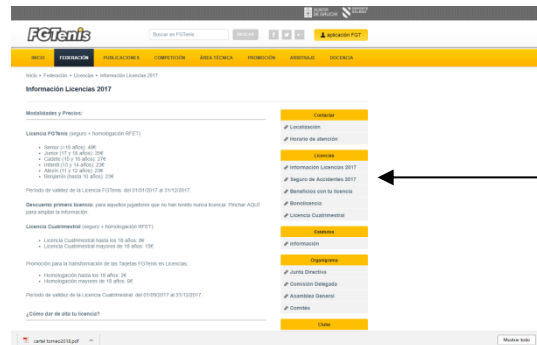 XUNTA DE GALICIA
DEPORTE GALEGO
FGTenis
Buscar en FGTenis
BUSCAR
aplicación FGT
INICIO FEDERACIÓN PUBLICACIONES COMPETICIÓN ÁREA TÉCNICA PROMOCIÓN ARBITRAJE DOCENCIA
Inicio » Federación » Licencias » Información Licencias 2017
Información Licencias 2017
Modalidades y Precios:
Licencia FGTenis (seguro + homologación RFET):
Senior (>18 años):
Junior (17 y 18 años):
Cadete (15 y 16 años): 27€
Infantil (13 y 14 años): 23€
Alevín (11 y 12 años): 23€
Benjamín (hasta 10 años): 23€
Período de validez de la Licencia FGTenis: del 01/01/2017 al 31/12/2017.
Descuento primera licencia: para aquellos jugadores que no han tenido nunca licencia. Pinchar AQUÍ
para ampliar la información.
Licencia Cuatrimestral (seguro + homologación RFET):
Licencia Cuatrimestral hasta los 18 años: 9€
Licencia Cuatrimestral mayores de 18 años:
Promoción para la transformación de las Tarjetas FGTenis en Licencias:
Homologación hasta los 18 años: 2€
Homologación mayores de 18 años: 9€
Período de validez de la Licencia Cuatrimestral: del 01/09/2017 al 31/12/2017
¿Cómo dar de alta tu licencia?
Contactar
Localización
Horario de atención
Licencias
Información Licencias 2017
Seguro de Accidentes 2017
Beneficios con tu licencia
Bonolicencia
Licencia Cuatrimestral
Estatutos
Información
Organigrama
Junta Directiva
Comisión Delegada
Asamblea General
Comités
Clubs
cartel torneo2018.pdf
Mostrar todo